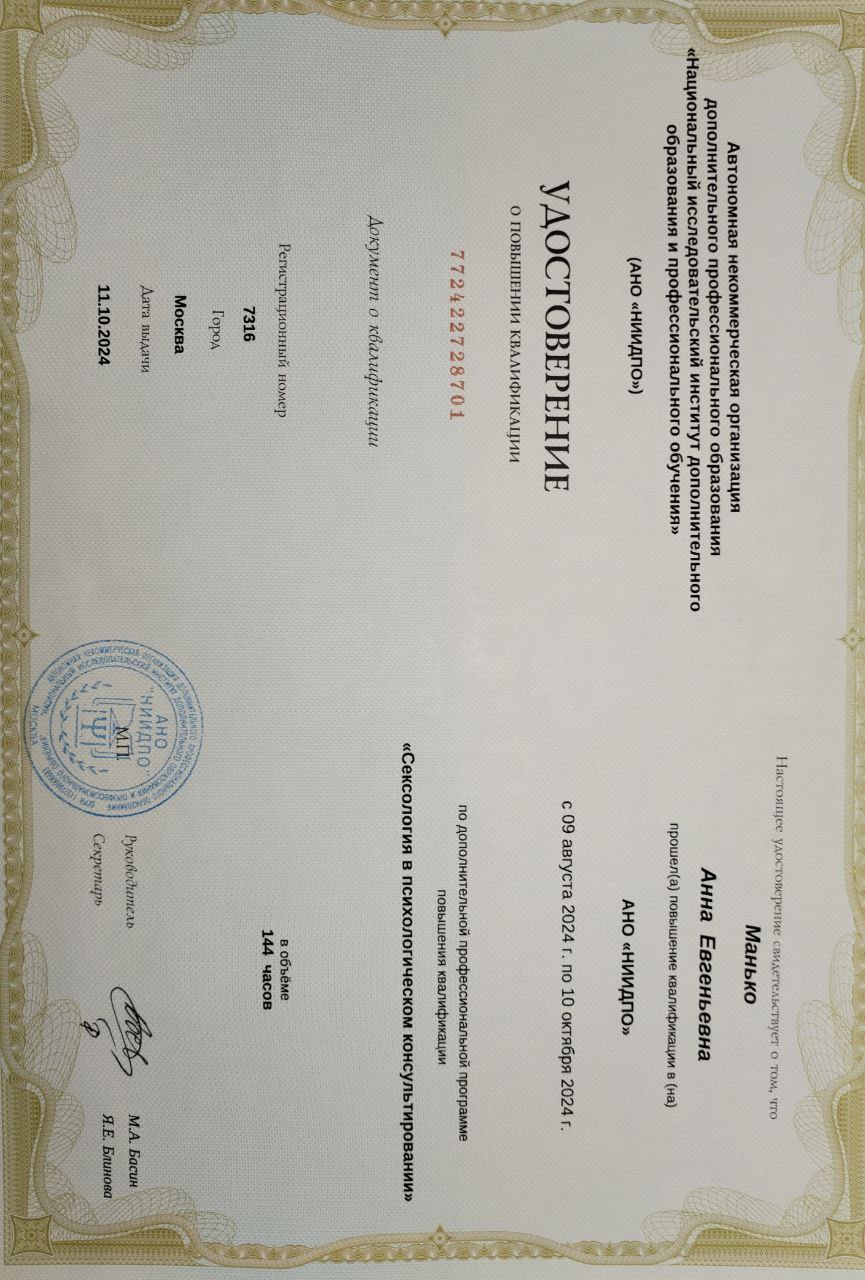 Автономная некоммерческая организация
дополнительного профессионального образования
«Национальный исследовательский институт дополнительного
образования и профессионального обучения»
(АНО «НИИДПО»)
УДОСТОВЕРЕНИЕ
О ПОВЫШЕНИИ КВАЛИФИКАЦИИ
772422728701
Документ о квалификации
Регистрационный номер
7316
Город
Москва
Дата выдачи
11.10.2024
Настоящее удостоверение свидетельствует о том, что
Манько
Анна Евгеньевна
прошел(а) повышение квалификации в (на)
АНО «НИИДПО»
с 09 августа 2024 г. по 10 октября 2024 г.
по дополнительной профессиональной программе
повышения квалификации
«Сексология в психологическом консультировании»
в объёме
144 часов
АНО
"НИИДПО"
М.П.
МОСКВА
Руководитель
М.А. Басин
Секретарь
Я.Е. Блинова